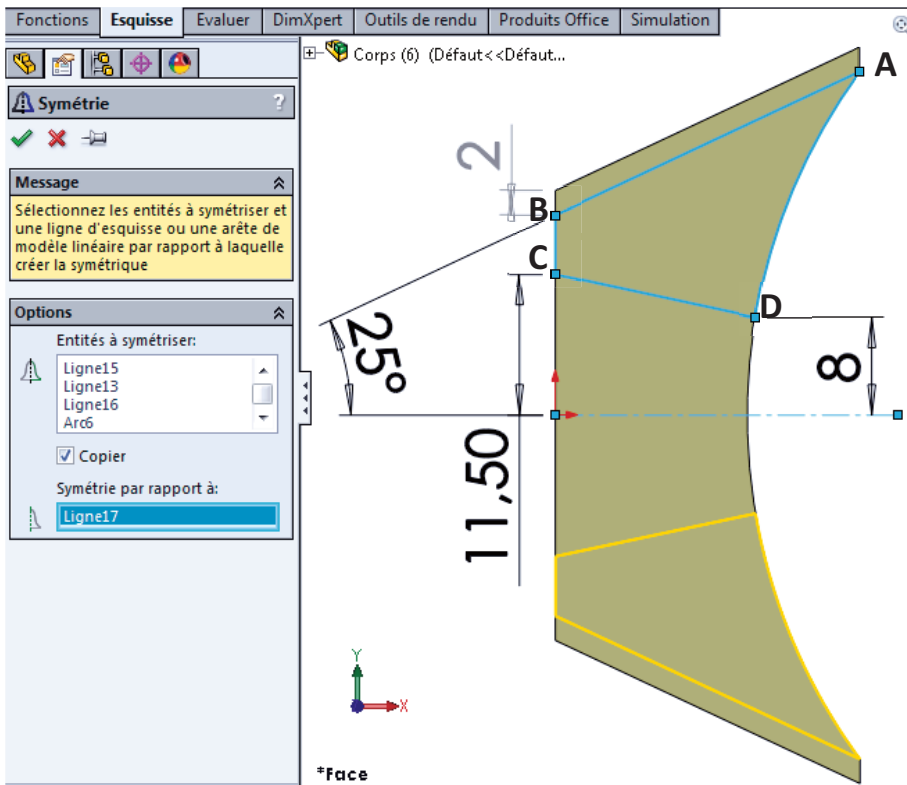 Fonctions Esquisse Evaluer DimXpert Outils de rendu Produits Office Simulation
Corps (6) (Défaut<<Défaut...
Symétrie ?
Message
Sélectionnez les entités à symétriser et
une ligne d'esquisse ou une arête de
modèle linéaire par rapport à laquelle
créer la symétrique
Options
Entités à symétriser:
Ligne15
Ligne13
Ligne16
Arc6
Copier
Symétrie par rapport à:
Ligne17
A
2
B
C
D
25°
8
11,50
Y
X
*Face